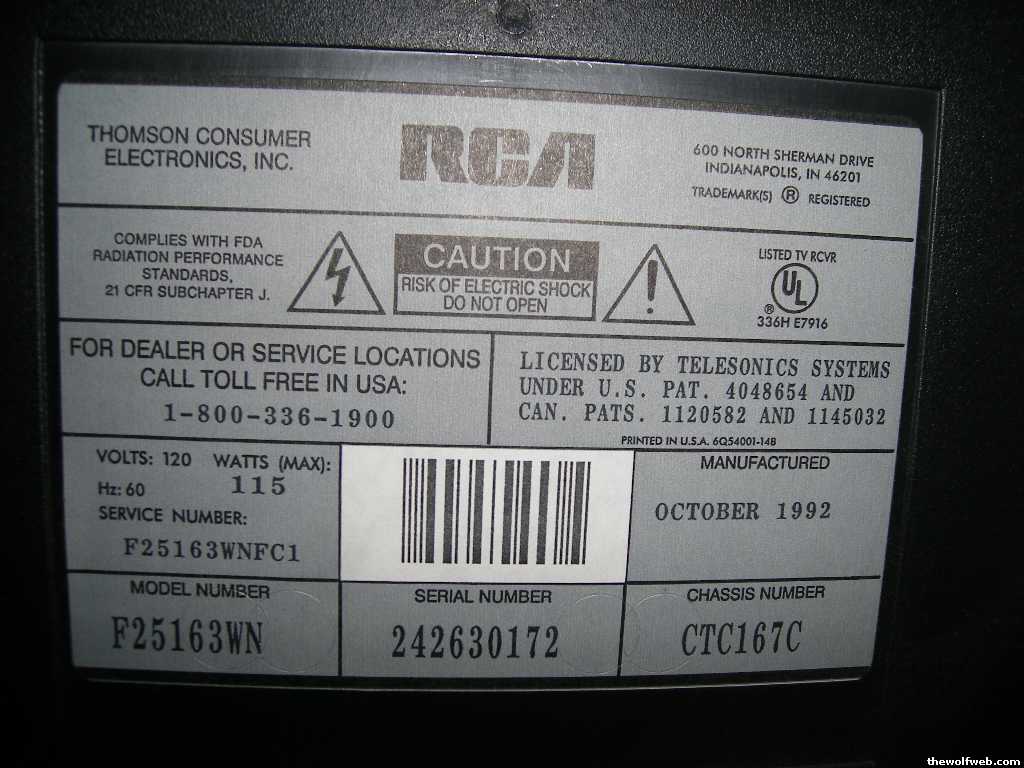 THOMSON CONSUMER
ELECTRONICS, INC.
RCA
600 NORTH SHERMAN DRIVE
INDIANAPOLIS, IN 46201
TRADEMARK(S) ® REGISTERED
COMPLIES WITH FDA
RADIATION PERFORMANCE
STANDARDS,
21 CFR SUBCHAPTER J.
CAUTION
RISK OF ELECTRIC SHOCK
DO NOT OPEN
!
LISTED TV RCVR
UL
®
336H E7916
FOR DEALER OR SERVICE LOCATIONS
CALL TOLL FREE IN USA:
1-800-336-1900
LICENSED BY TELESONICS SYSTEMS
UNDER U.S. PAT. 4048654 AND
CAN. PATS. 1120582 AND 1145032
PRINTED IN U.S.A. 6Q54001-14B
VOLTS: 120 WATTS (MAX):
Hz: 60 115
SERVICE NUMBER:
F25163WNFC1
MANUFACTURED
OCTOBER 1992
MODEL NUMBER
F25163WN
SERIAL NUMBER
242630172
CHASSIS NUMBER
CTC167C
thewolfweb.com